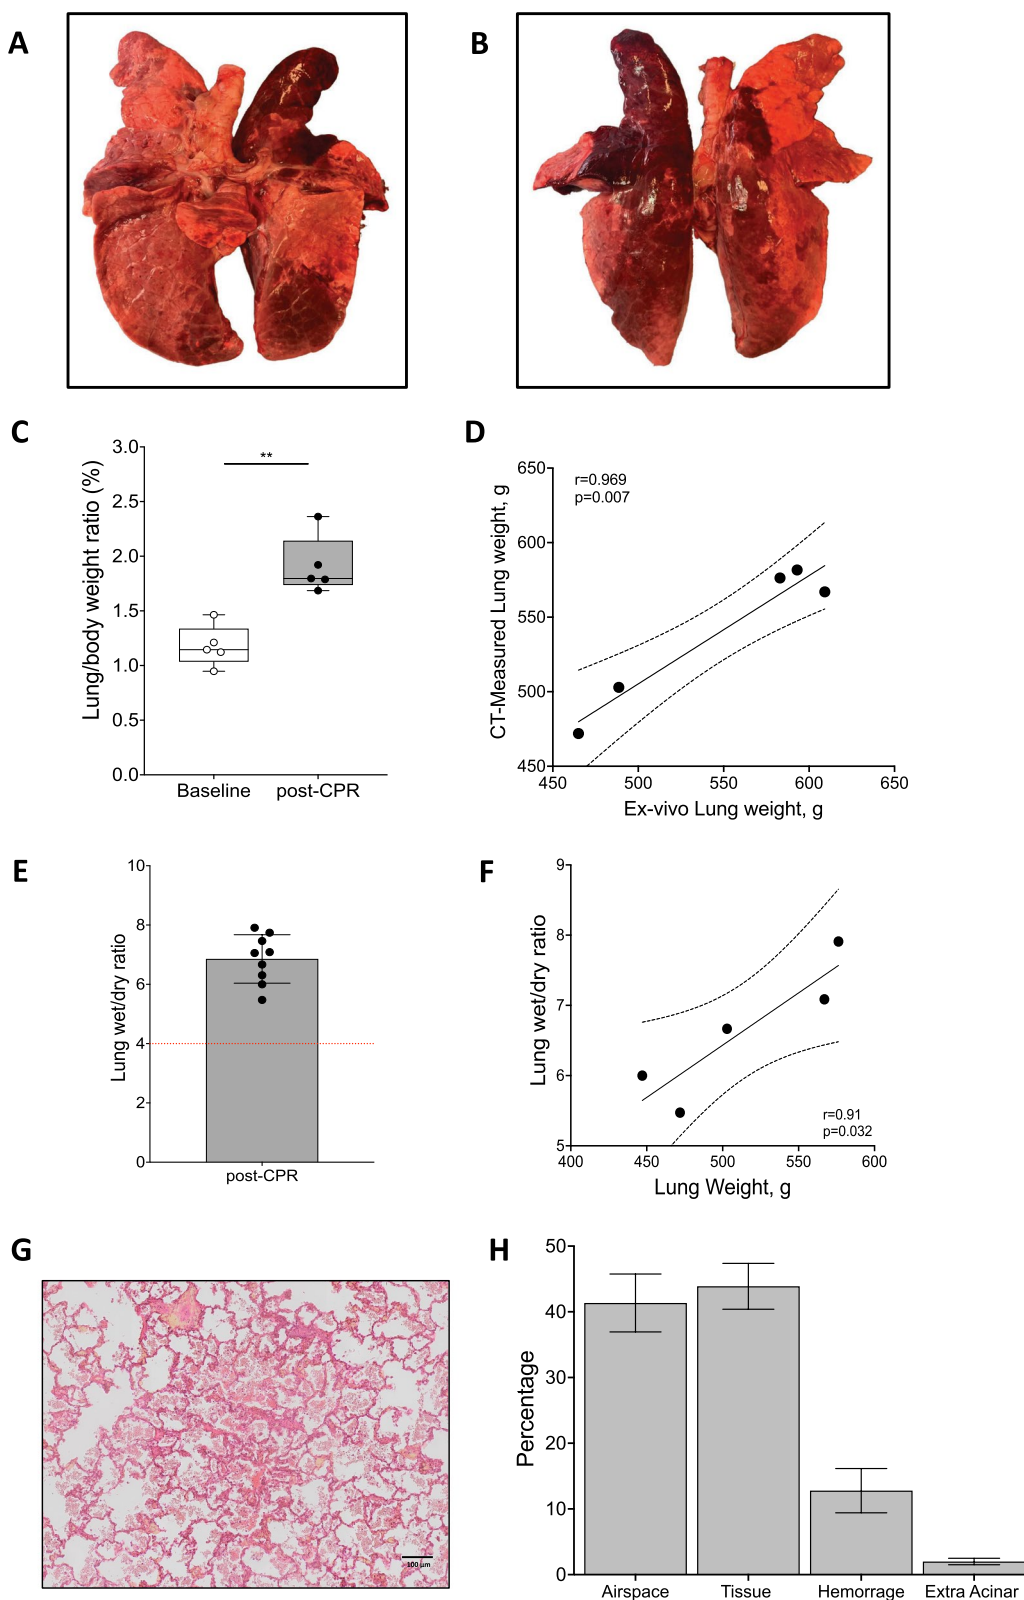 A
B
C
Lung/body weight ratio (%)
3.0
2.5
2.0
1.5
1.0
0.5
0.0
**
Baseline
post-CPR
D
CT-Measured Lung weight, g
650
600
550
500
450
r=0.969
p=0.007
450
500
550
600
650
Ex-vivo Lung weight, g
E
Lung wet/dry ratio
10
8
6
4
2
0
post-CPR
F
Lung wet/dry ratio
9
8
7
6
5
r=0.91
p=0.032
400
450
500
550
600
Lung Weight, g
G
100 µm
H
Percentage
50
40
30
20
10
0
Airspace
Tissue
Hemorrage
Extra Acinar